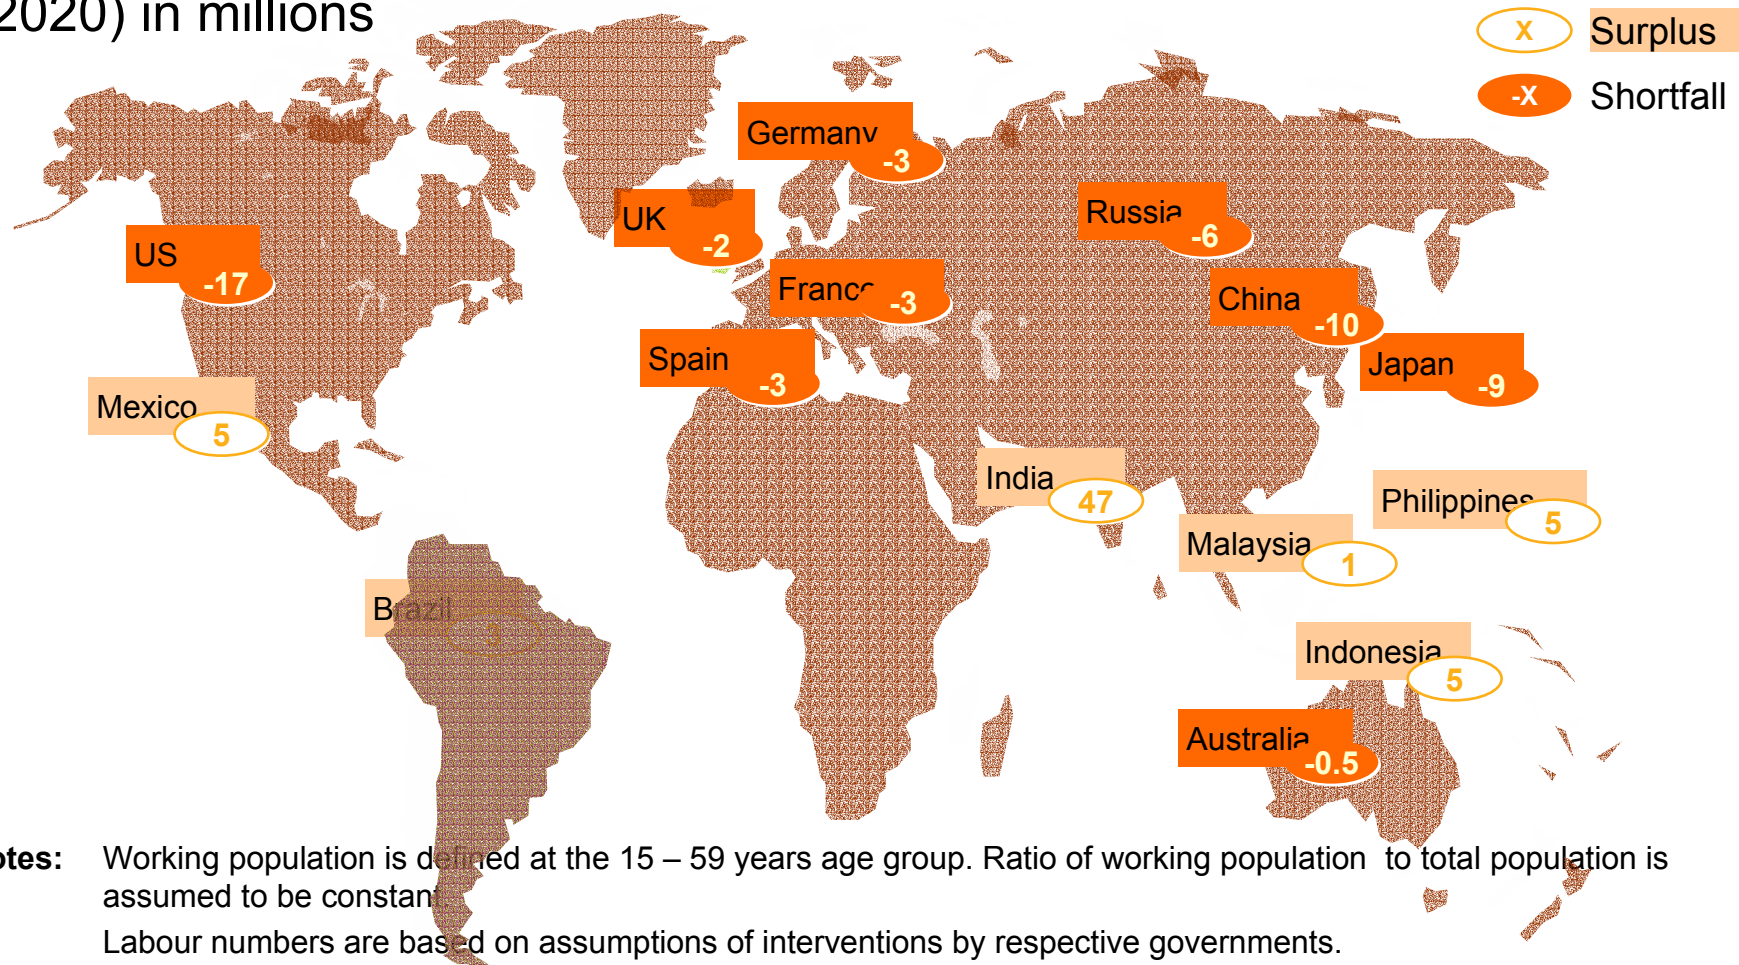 2020) in millions
X Surplus
-X Shortfall
Germany
-3
UK
-2
Russia
-6
US
-17
France
-3
China
-10
Spain
-3
Japan
-9
Mexico
5
India
47
Philippines
5
Malaysia
1
Brazil
Indonesia
5
Australia
-0.5
otes: Working population is defined at the 15 – 59 years age group. Ratio of working population to total population is
assumed to be constant.
Labour numbers are based on assumptions of interventions by respective governments.